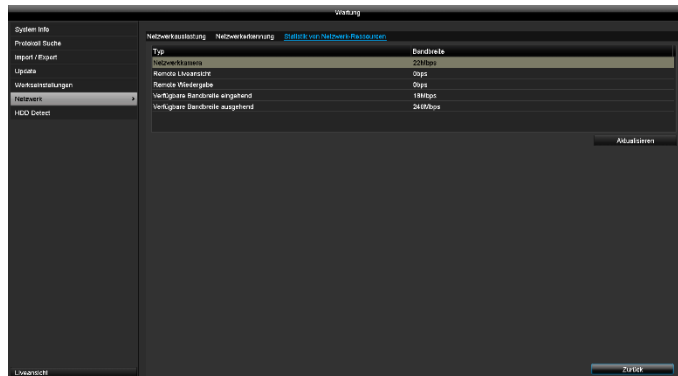 Wartung
System Info
Protokoll Suche
Import / Export
Update
Werkseinstellungen
Netzwerk
HDD Detect
Liveansicht
Netzwerkauslastung Netzwerkerkennung Statistik von Netzwerk-Ressourcen
Typ Bandbreite
Netzwerkkamera 22Mbps
Remote Liveansicht 0bps
Remote Wiedergabe 0bps
Verfügbare Bandbreite eingehend 18Mbps
Verfügbare Bandbreite ausgehend 240Mbps
Aktualisieren
Zurück